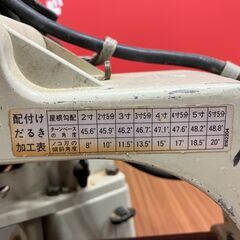 配付け だるき 加工表
屋根勾配 2寸 2寸5分 3寸 3寸5分 4寸 4寸5分 5寸 5寸5分
ターンベースの角度 45.6° 45.9° 46.2° 46.7° 47.1° 47.6° 48.2° 48.8°
ノコ刃の傾斜角度 8° 10° 11.5° 13.5° 15° 17° 18.5° 20°